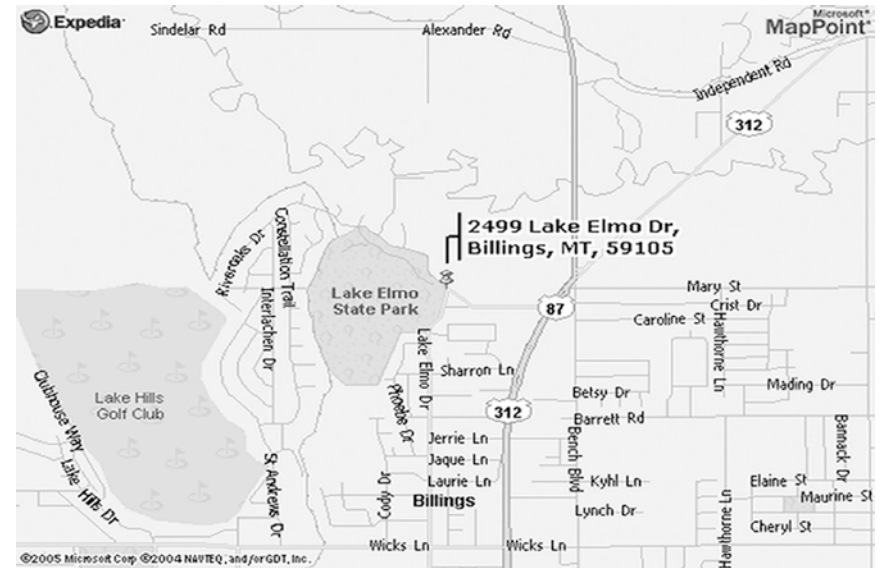 Expedia
Microsoft®
MapPoint
Sindelar Rd
Alexander Rd
Independent Rd
312
2499 Lake Elmo Dr,
Billings, MT, 59105
Constellation Trail
Riveroaks Dr
Interlachen Dr
Lake Elmo
State Park
87
Mary St
Crist Dr
Caroline St
Hawthorne Ln
Lake Elmo Dr
Sharron Ln
Mading Dr
Clubhouse Way
Lake Hills
Golf Club
Phoebe Dr
312
Betsy Dr
Barrett Rd
Bannack Dr
Jerrie Ln
Jaque Ln
Bench Blvd
Laurie Ln
Kyhl Ln
Elaine St
Maurine St
Lake Hills Dr
St Andrews Dr
Cody Dr
Billings
Lynch Dr
Hawthorne Ln
Cheryl St
Wicks Ln
Wicks Ln
©2005 Microsoft Corp ©2004 NAVTEQ, and/or GDT, Inc.